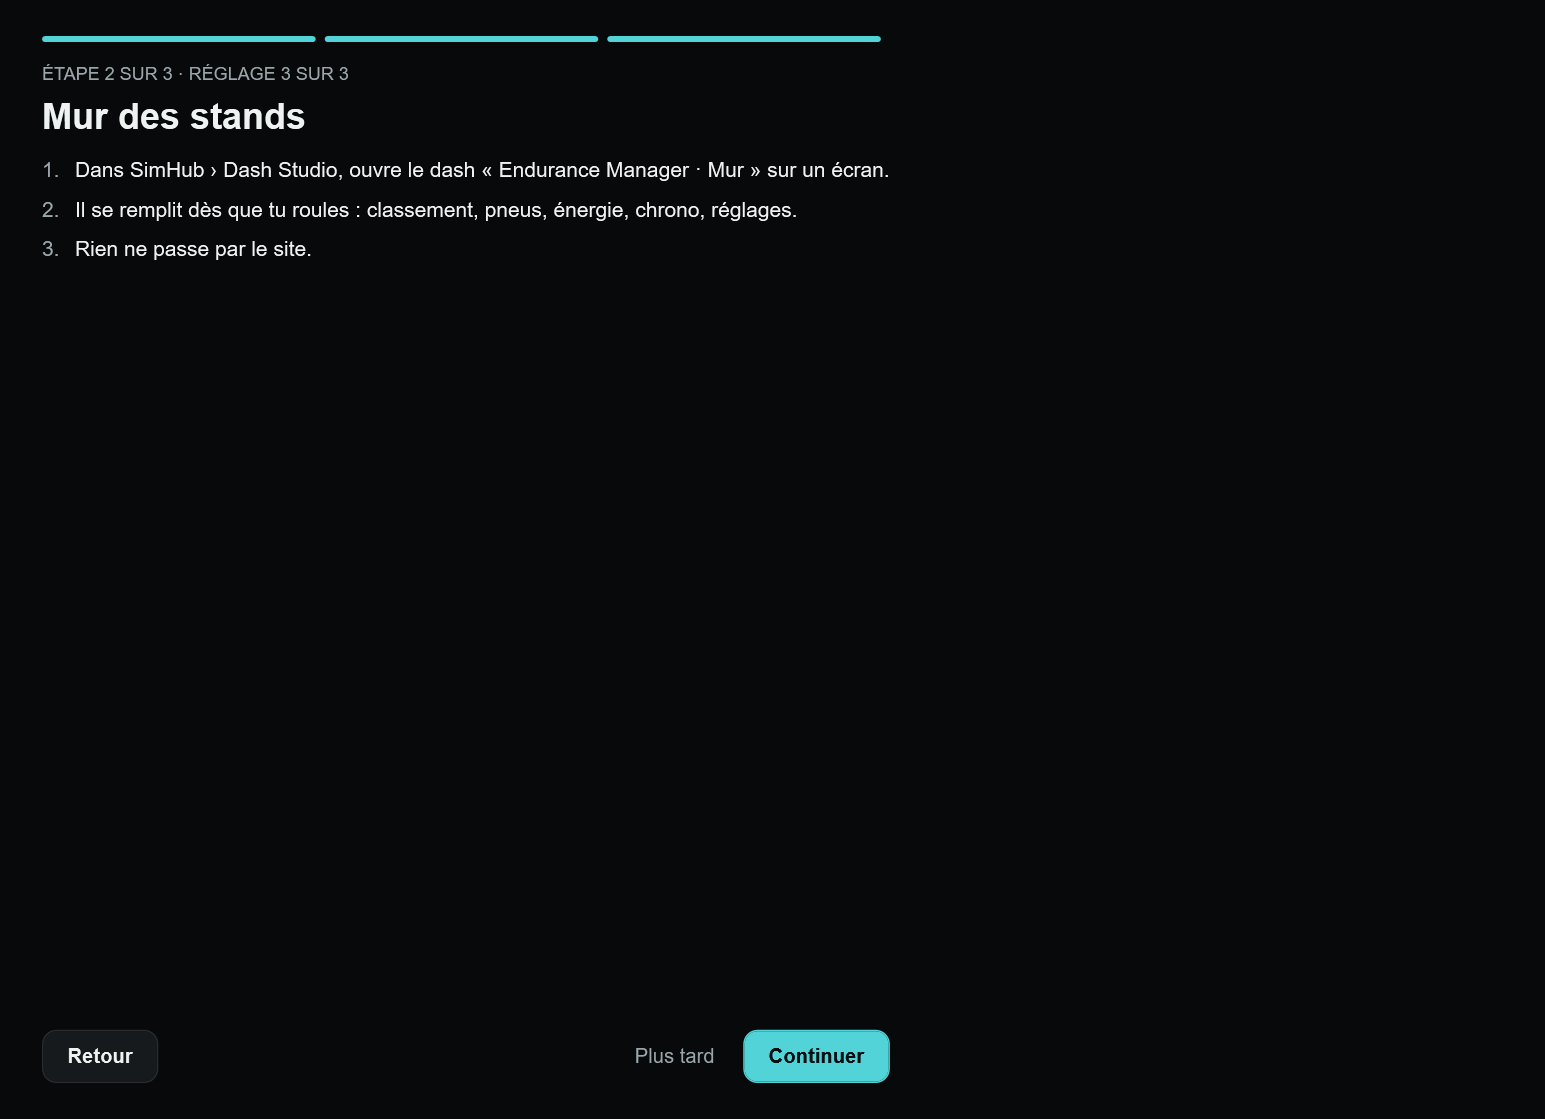 ÉTAPE 2 SUR 3 · RÉGLAGE 3 SUR 3
Mur des stands
1. Dans SimHub › Dash Studio, ouvre le dash « Endurance Manager · Mur » sur un écran.
2. Il se remplit dès que tu roules : classement, pneus, énergie, chrono, réglages.
3. Rien ne passe par le site.
Retour
Plus tard
Continuer